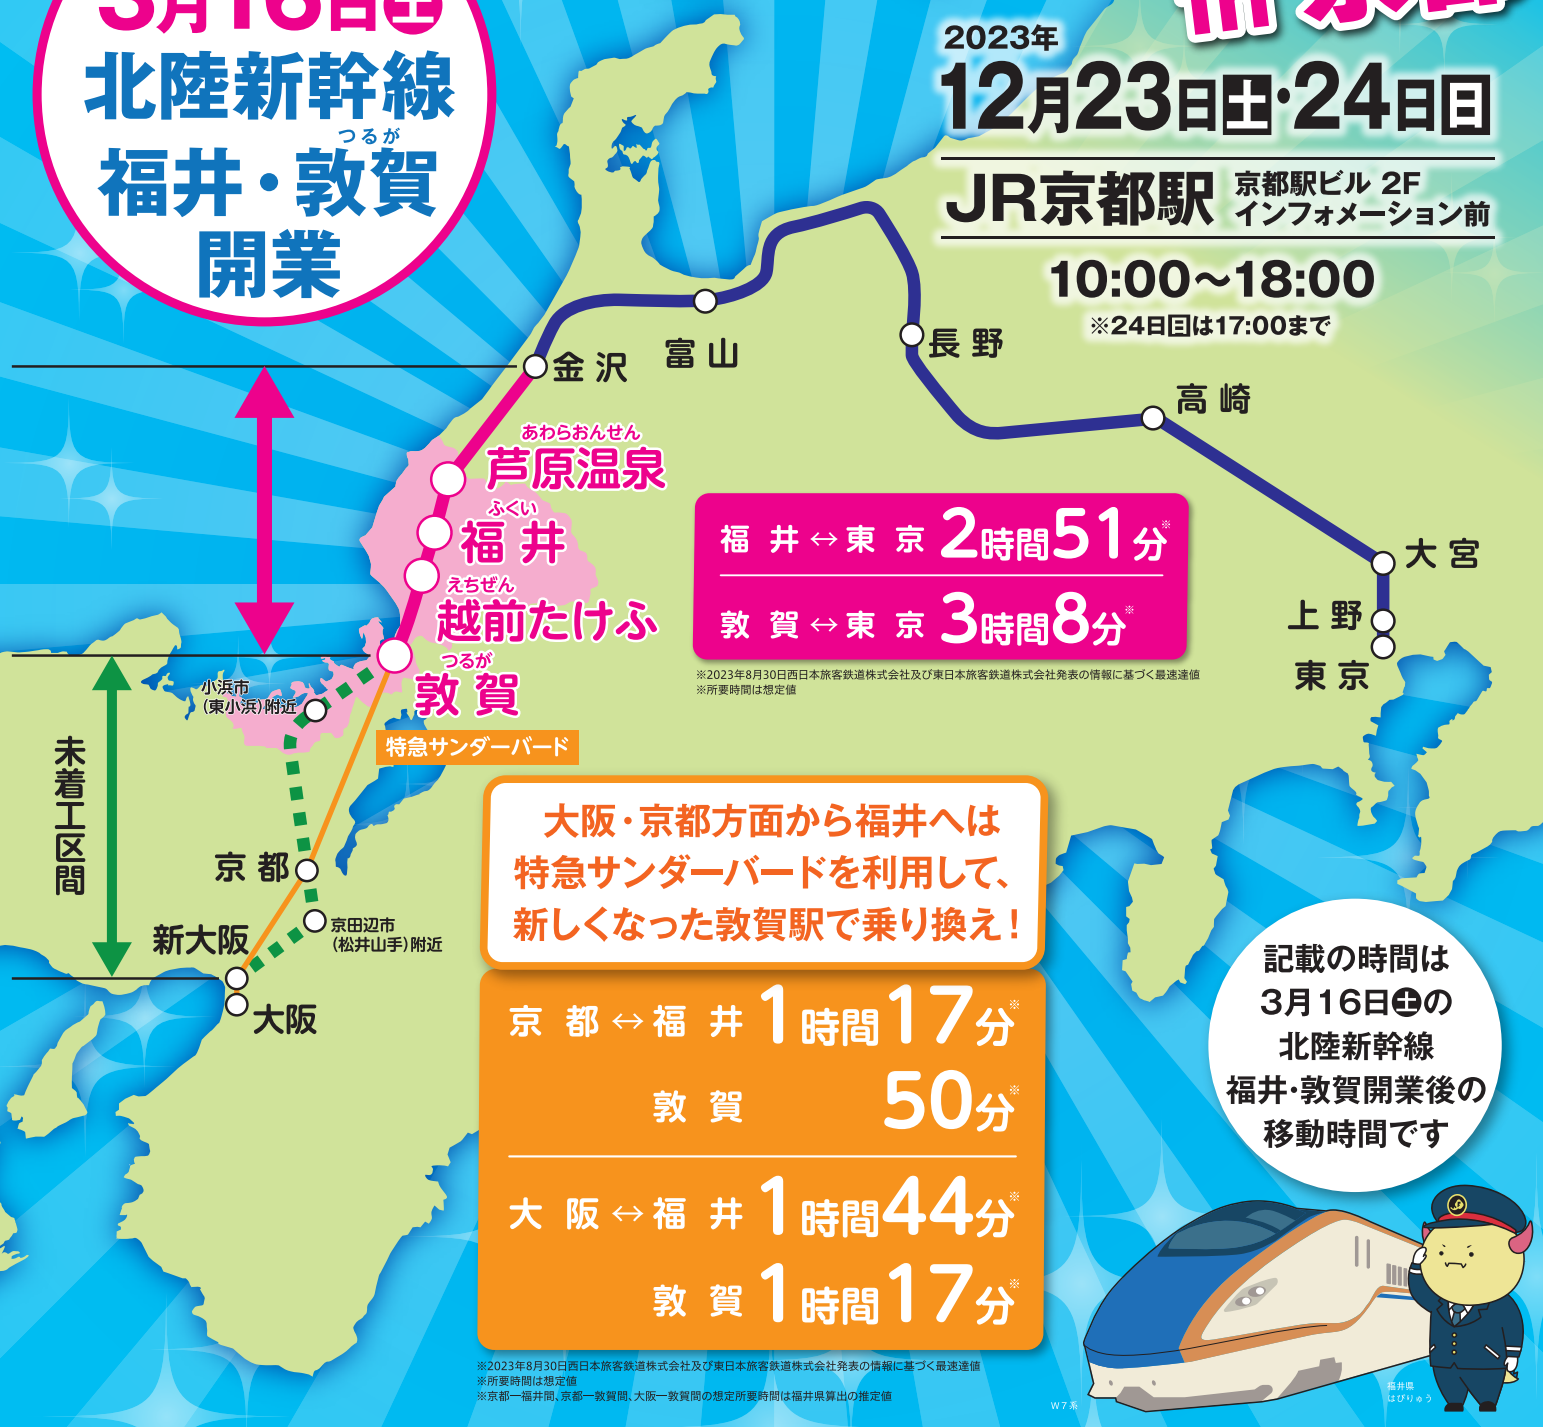 3月16日土
北陸新幹線
つるが
福井・敦賀
開業
in 京都
2023年
12月23日土・24日日
JR京都駅
京都駅ビル 2F
インフォメーション前
10:00〜18:00
※24日日は17:00まで
金沢
富山
長野
高崎
大宮
上野
東京
あわらおんせん
芦原温泉
ふくい
福井
えちぜん
越前たけふ
つるが
敦賀
小浜市
(東小浜)附近
特急サンダーバード
未着工区間
京都
新大阪
京田辺市
(松井山手)附近
大阪
福井↔東京 2時間51分※
敦賀↔東京 3時間8分※
※2023年8月30日西日本旅客鉄道株式会社及び東日本旅客鉄道株式会社発表の情報に基づく最速達値
※所要時間は想定値
大阪・京都方面から福井へは
特急サンダーバードを利用して、
新しくなった敦賀駅で乗り換え!
京都↔福井 1時間17分※
敦賀 50分※
大阪↔福井 1時間44分※
敦賀 1時間17分※
※2023年8月30日西日本旅客鉄道株式会社及び東日本旅客鉄道株式会社発表の情報に基づく最速達値
※所要時間は想定値
※京都―福井間、京都―敦賀間、大阪―敦賀間の想定所要時間は福井県算出の推定値
記載の時間は
3月16日土の
北陸新幹線
福井・敦賀開業後の
移動時間です
W7系
福井県
はぴりゅう